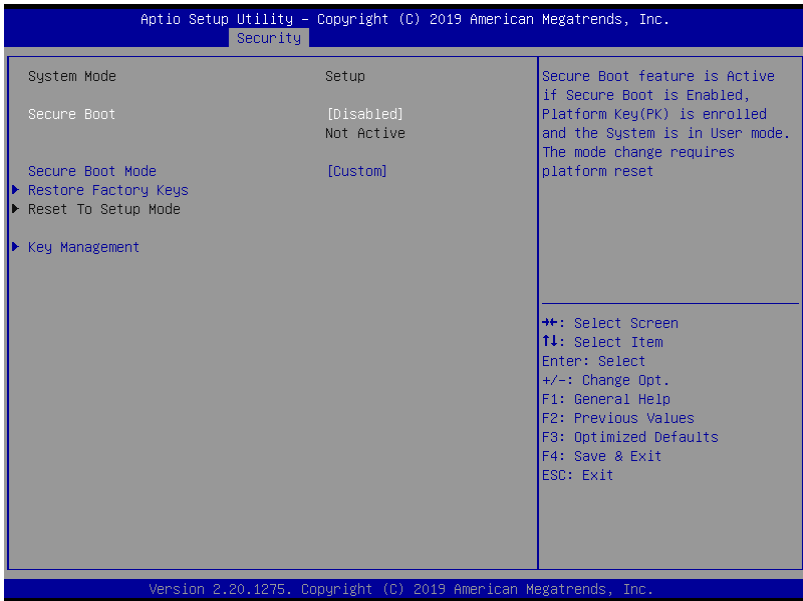 Aptio Setup Utility – Copyright (C) 2019 American Megatrends, Inc.
Security
System Mode Setup
Secure Boot [Disabled]
Not Active
Secure Boot Mode [Custom]
Restore Factory Keys
Reset To Setup Mode
Key Management
Secure Boot feature is Active
if Secure Boot is Enabled,
Platform Key(PK) is enrolled
and the System is in User mode.
The mode change requires
platform reset
→←: Select Screen
↑↓: Select Item
Enter: Select
+/-: Change Opt.
F1: General Help
F2: Previous Values
F3: Optimized Defaults
F4: Save & Exit
ESC: Exit
Version 2.20.1275. Copyright (C) 2019 American Megatrends, Inc.